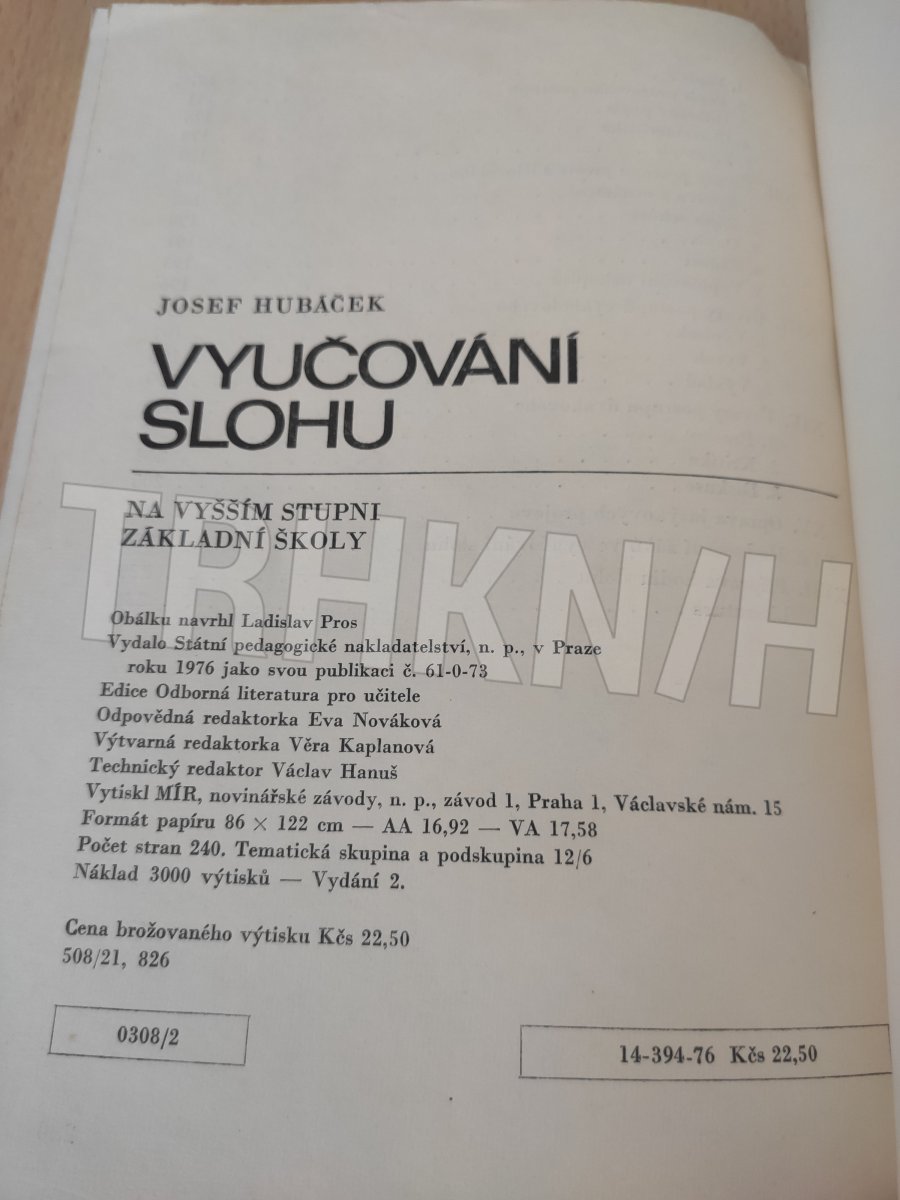 JOSEF HUBÁČEK
VYUČOVÁNÍ
SLOHU
NA VYŠŠÍM STUPNI
ZÁKLADNÍ ŠKOLY
TRHKN/H
Obálku navrhl Ladislav Pros
Vydalo Státní pedagogické nakladatelství, n. p., v Praze
roku 1976 jako svou publikaci č. 61-0-73
Edice Odborná literatura pro učitele
Odpovědná redaktorka Eva Nováková
Výtvarná redaktorka Věra Kaplanová
Technický redaktor Václav Hanuš
Vytiskl MÍR, novinářské závody, n. p., závod 1, Praha 1, Václavské nám. 15
Formát papíru 86 × 122 cm — AA 16,92 — VA 17,58
Počet stran 240. Tematická skupina a podskupina 12/6
Náklad 3000 výtisků — Vydání 2.
Cena brožovaného výtisku Kčs 22,50
508/21, 826
0308/2
14-394-76 Kčs 22,50